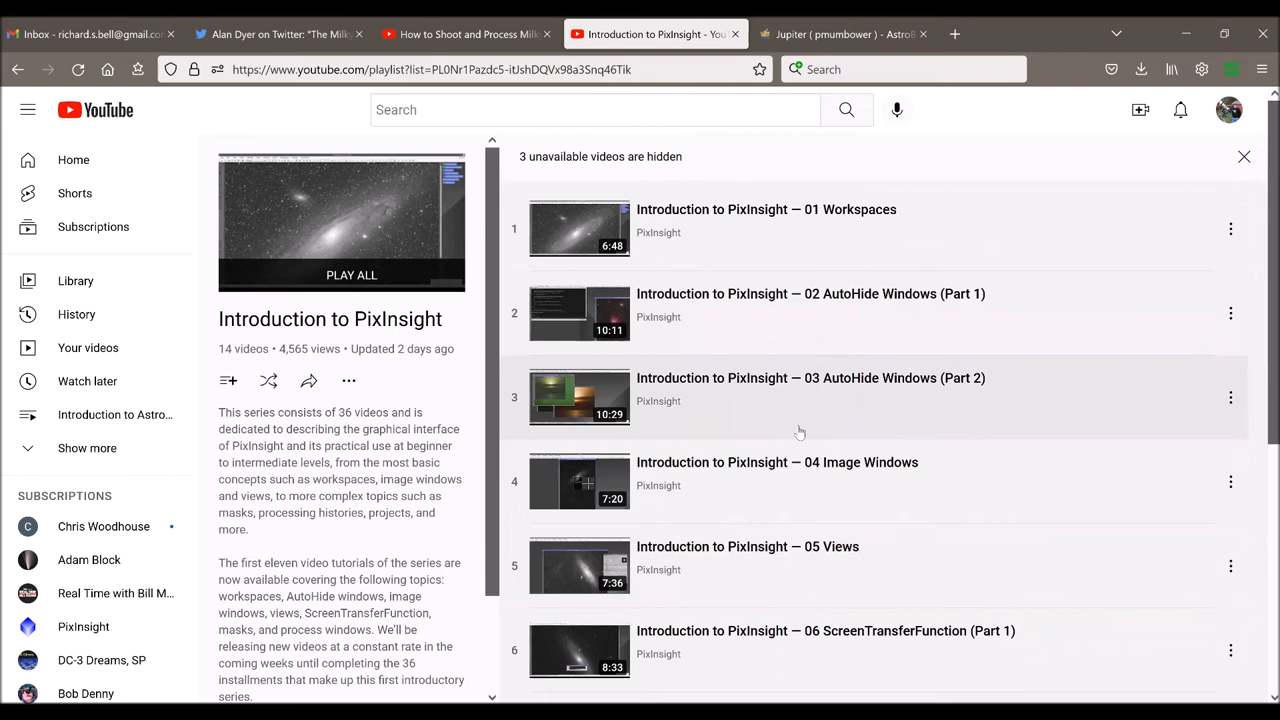 Inbox - richard.s.bell@gmail.co
Alan Dyer on Twitter: "The Milky
How to Shoot and Process Milky
Introduction to PixInsight - You
Jupiter ( pmumbower ) - AstroB
https://www.youtube.com/playlist?list=PL0Nr1Pazdc5-itJshDQVx98a3Snq46Tik
Search
YouTube
Search
Home
Shorts
Subscriptions
Library
History
Your videos
Watch later
Introduction to Astro...
Show more
SUBSCRIPTIONS
Chris Woodhouse
Adam Block
Real Time with Bill M...
PixInsight
DC-3 Dreams, SP
Bob Denny
PLAY ALL
Introduction to PixInsight
14 videos • 4,565 views • Updated 2 days ago
This series consists of 36 videos and is
dedicated to describing the graphical interface
of PixInsight and its practical use at beginner
to intermediate levels, from the most basic
concepts such as workspaces, image windows
and views, to more complex topics such as
masks, processing histories, projects, and
more.
The first eleven video tutorials of the series are
now available covering the following topics:
workspaces, AutoHide windows, image
windows, views, ScreenTransferFunction,
masks, and process windows. We'll be
releasing new videos at a constant rate in the
coming weeks until completing the 36
installments that make up this first introductory
series.
3 unavailable videos are hidden
1
6:48
Introduction to PixInsight — 01 Workspaces
PixInsight
2
10:11
Introduction to PixInsight — 02 AutoHide Windows (Part 1)
PixInsight
3
10:29
Introduction to PixInsight — 03 AutoHide Windows (Part 2)
PixInsight
4
7:20
Introduction to PixInsight — 04 Image Windows
PixInsight
5
7:36
Introduction to PixInsight — 05 Views
PixInsight
6
8:33
Introduction to PixInsight — 06 ScreenTransferFunction (Part 1)
PixInsight